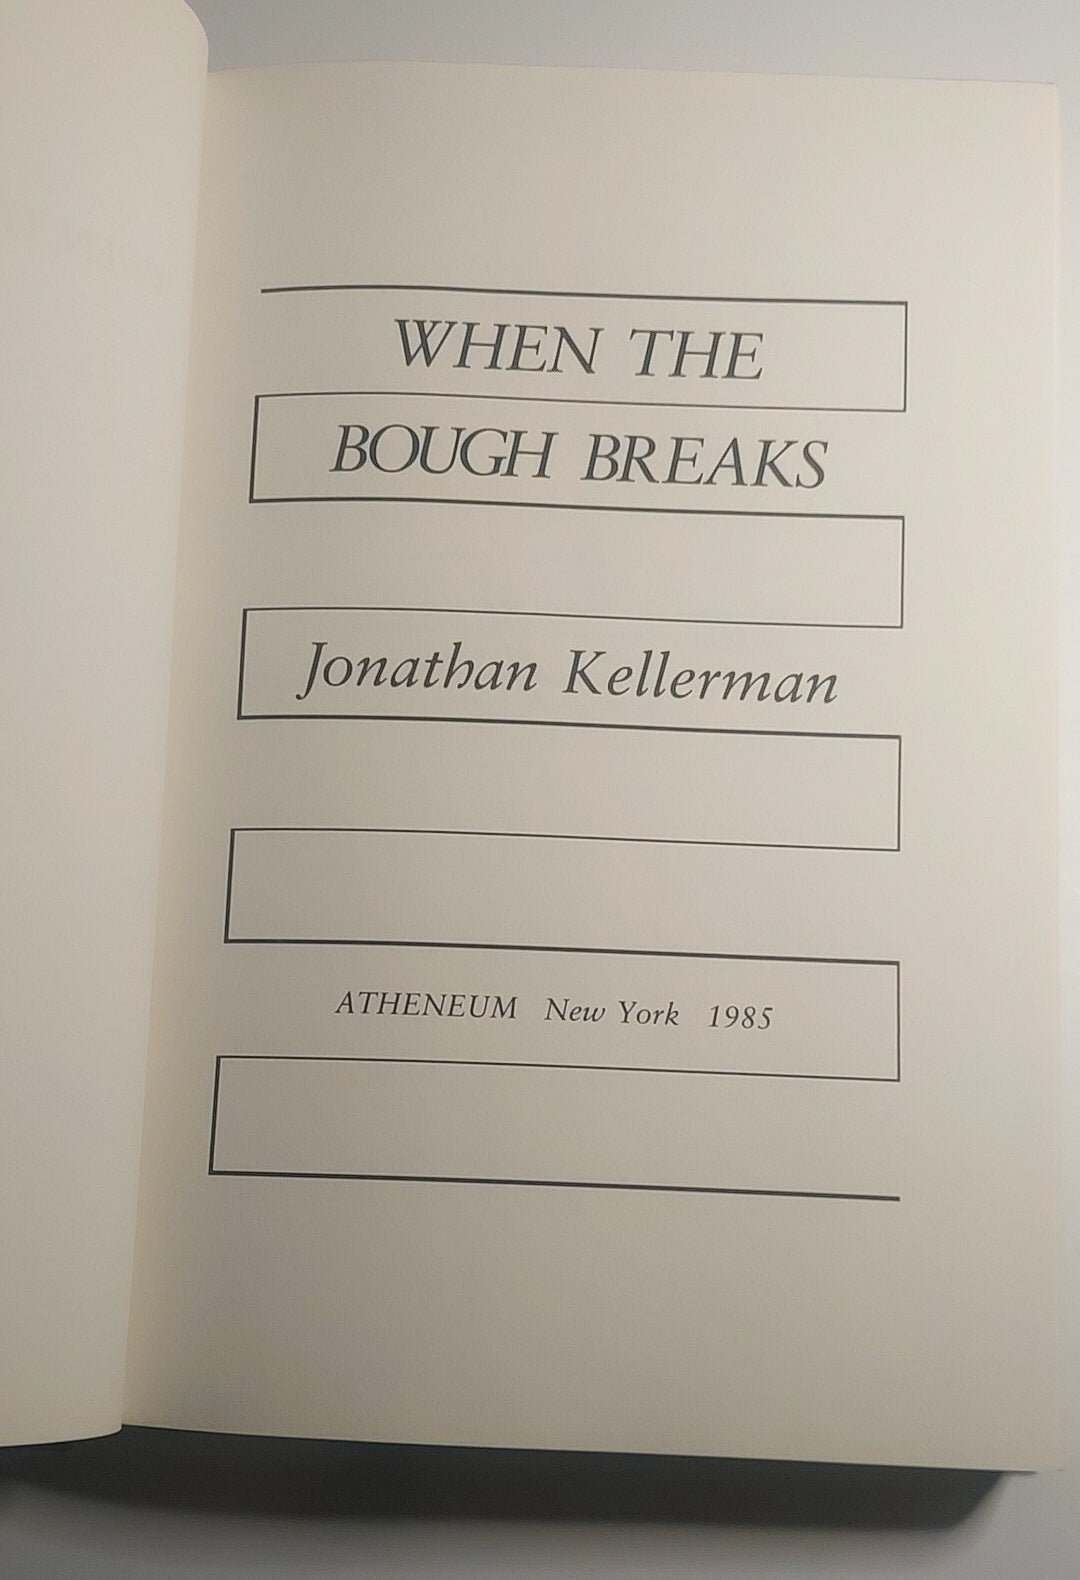 WHEN THE
BOUGH BREAKS
Jonathan Kellerman
ATHENEUM New York 1985